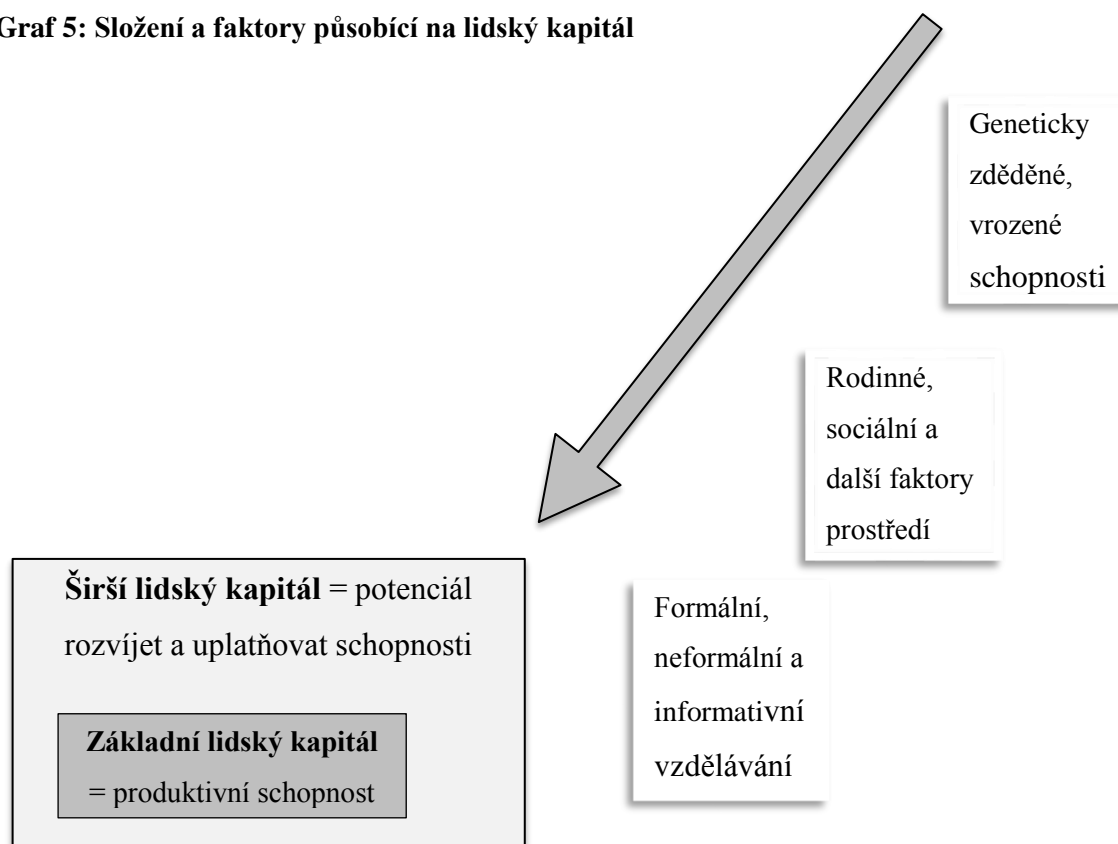 Graf 5: Složení a faktory působící na lidský kapitál
Geneticky
zděděné,
vrozené
schopnosti
Rodinné,
sociální a
další faktory
prostředí
Formální,
neformální a
informativní
vzdělávání
Širší lidský kapitál = potenciál
rozvíjet a uplatňovat schopnosti
Základní lidský kapitál
= produktivní schopnost